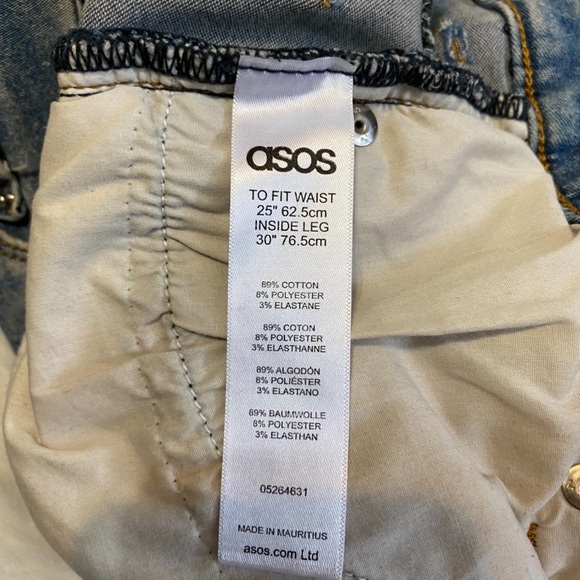 asos
TO FIT WAIST
25" 62.5cm
INSIDE LEG
30" 76.5cm
89% COTTON
8% POLYESTER
3% ELASTANE
89% COTON
8% POLYESTER
3% ELASTHANNE
89% ALGODÓN
8% POLIÉSTER
3% ELASTANO
89% BAUMWOLLE
8% POLYESTER
3% ELASTHAN
05264631
MADE IN MAURITIUS
asos.com Ltd